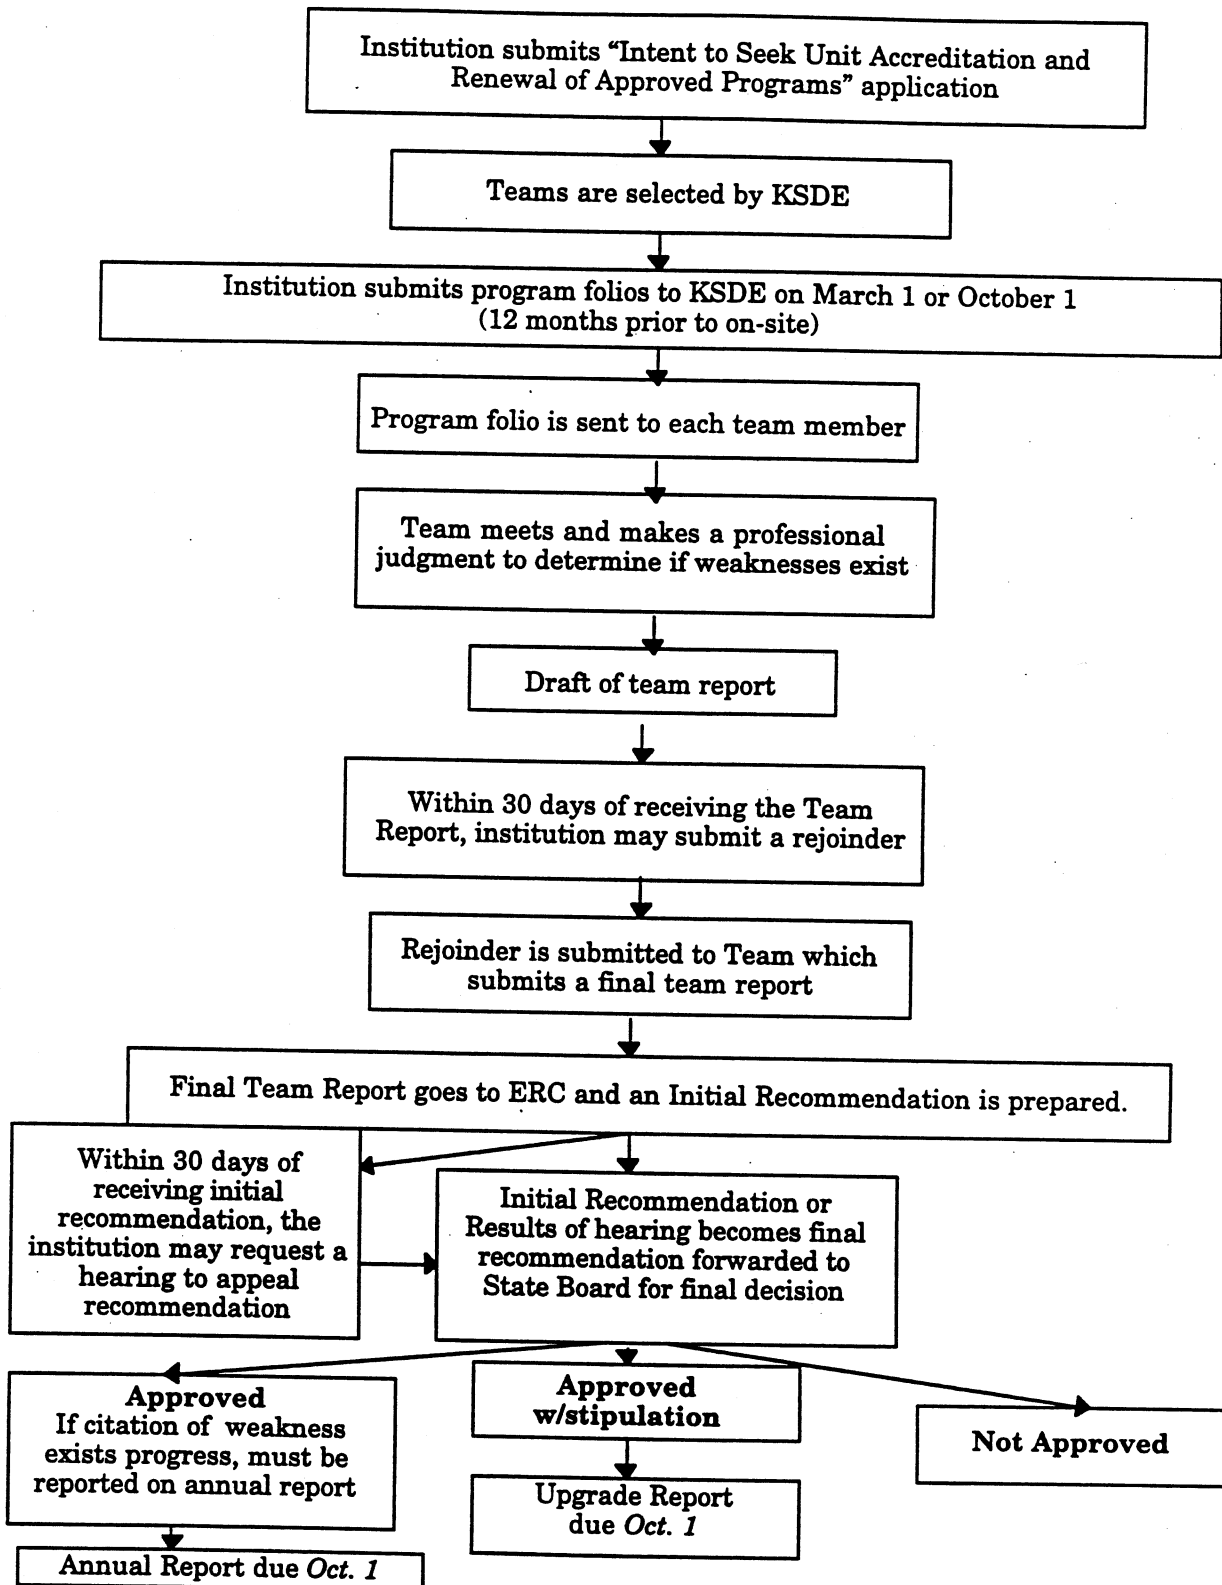 Institution submits “Intent to Seek Unit Accreditation and
Renewal of Approved Programs” application
Teams are selected by KSDE
Institution submits program folios to KSDE on March 1 or October 1
(12 months prior to on-site)
Program folio is sent to each team member
Team meets and makes a professional
judgment to determine if weaknesses exist
Draft of team report
Within 30 days of receiving the Team
Report, institution may submit a rejoinder
Rejoinder is submitted to Team which
submits a final team report
Final Team Report goes to ERC and an Initial Recommendation is prepared.
Within 30 days of
receiving initial
recommendation, the
institution may request a
hearing to appeal
recommendation
Initial Recommendation or
Results of hearing becomes final
recommendation forwarded to
State Board for final decision
Approved
If citation of weakness
exists progress, must be
reported on annual report
Approved
w/stipulation
Not Approved
Upgrade Report
due Oct. 1
Annual Report due Oct. 1